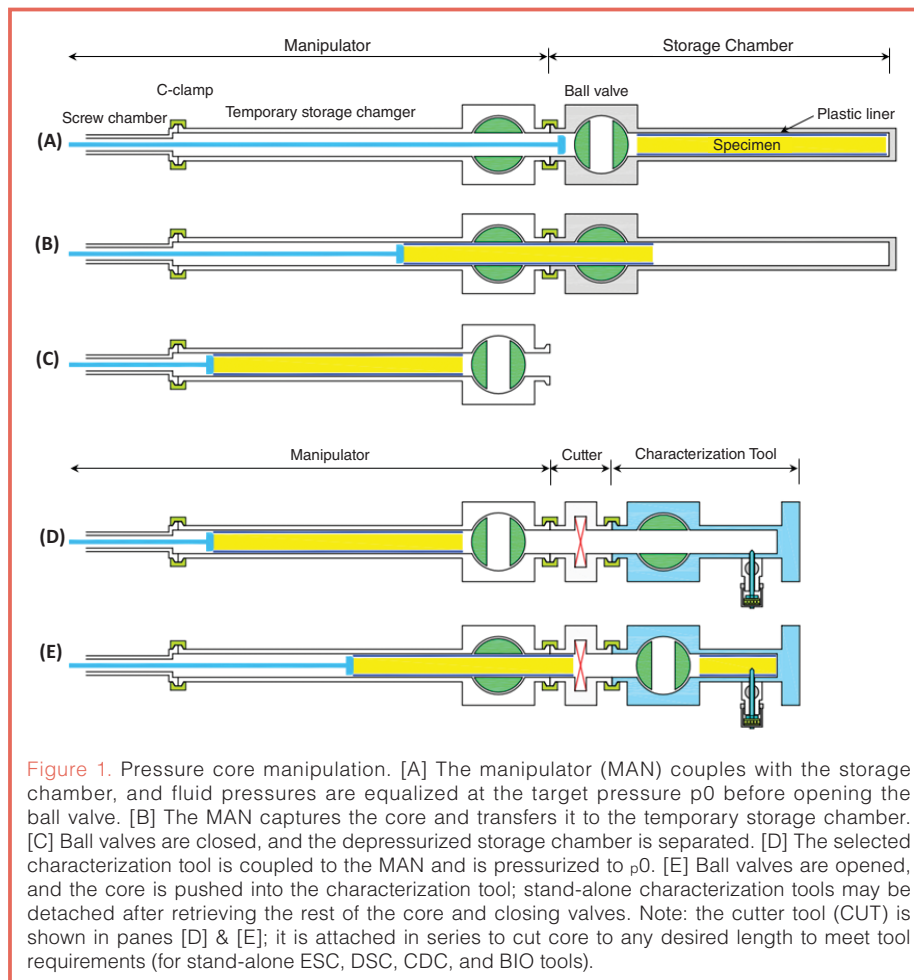 Manipulator
Storage Chamber
C-clamp
Ball valve
Screw chamber
Temporary storage chamger
Plastic liner
(A)
Specimen
(B)
(C)
Manipulator
Cutter
Characterization Tool
(D)
(E)
Figure 1. Pressure core manipulation. [A] The manipulator (MAN) couples with the storage
chamber, and fluid pressures are equalized at the target pressure p0 before opening the
ball valve. [B] The MAN captures the core and transfers it to the temporary storage chamber.
[C] Ball valves are closed, and the depressurized storage chamber is separated. [D] The selected
characterization tool is coupled to the MAN and is pressurized to p0. [E] Ball valves are opened,
and the core is pushed into the characterization tool; stand-alone characterization tools may be
detached after retrieving the rest of the core and closing valves. Note: the cutter tool (CUT) is
shown in panes [D] & [E]; it is attached in series to cut core to any desired length to meet tool
requirements (for stand-alone ESC, DSC, CDC, and BIO tools).